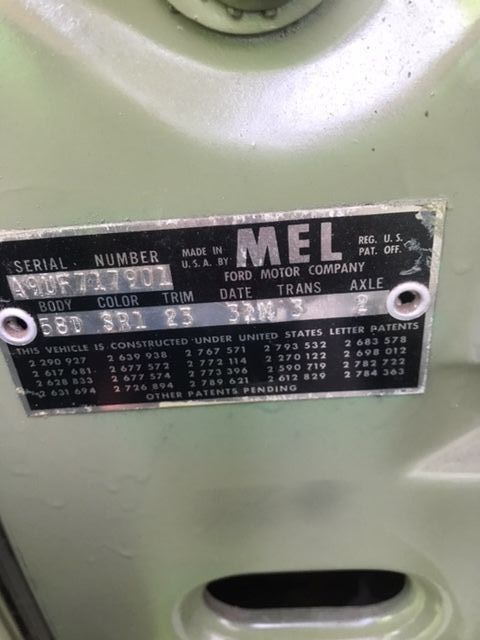 SERIAL NUMBER MADE IN U.S.A. BY MEL REG. U.S. PAT. OFF.
FORD MOTOR COMPANY
A9UF717901
BODY COLOR TRIM DATE TRANS AXLE
58D SR1 23 32M 3 2
THIS VEHICLE IS CONSTRUCTED UNDER UNITED STATES LETTER PATENTS
2 290 927 2 639 938 2 767 571 2 793 532 2 683 578
2 617 681 2 677 572 2 772 114 2 270 122 2 698 012
2 628 833 2 677 574 2 773 396 2 590 719 2 782 722
2 631 694 2 726 894 2 789 621 2 612 829 2 784 363
OTHER PATENTS PENDING